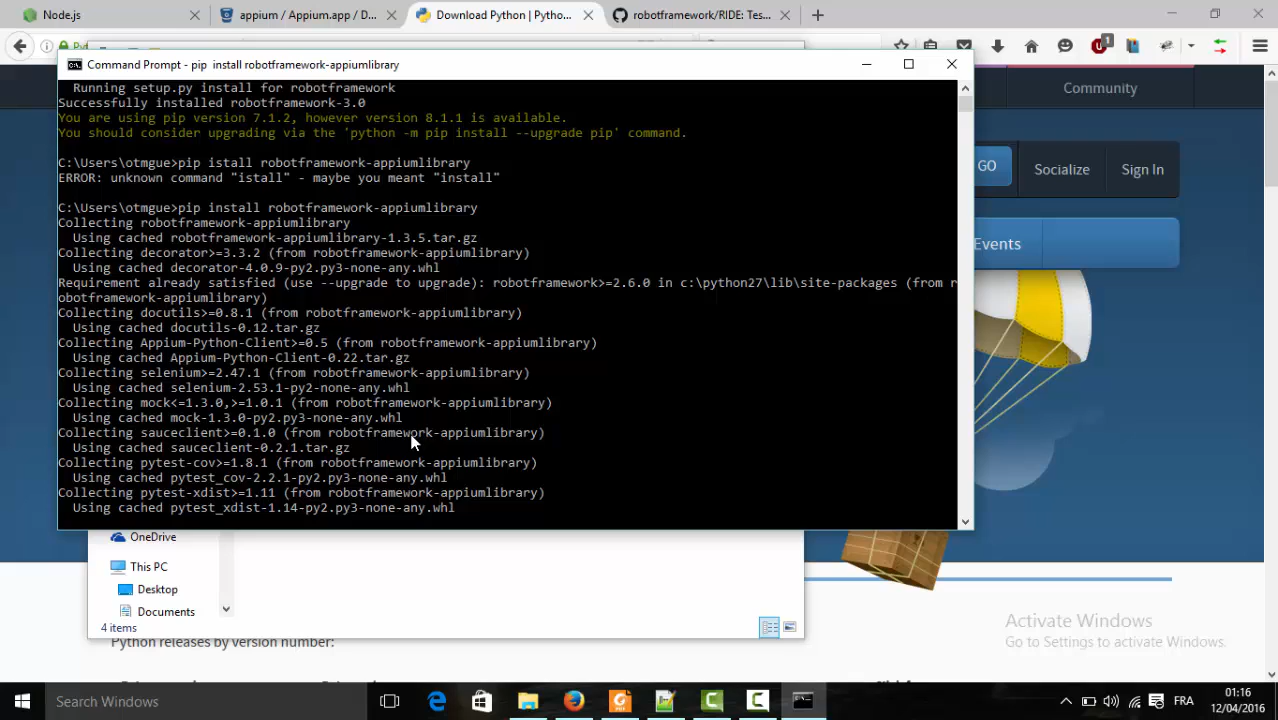 Node.js
appium / Appium.app / D...
Download Python | Pytho...
robotframework/RIDE: Tes...
1
Command Prompt - pip  install robotframework-appiumlibrary
Running setup.py install for robotframework
Successfully installed robotframework-3.0
You are using pip version 7.1.2, however version 8.1.1 is available.
You should consider upgrading via the 'python -m pip install --upgrade pip' command.
C:\Users\otmgue>pip istall robotframework-appiumlibrary
ERROR: unknown command "istall" - maybe you meant "install"
C:\Users\otmgue>pip install robotframework-appiumlibrary
Collecting robotframework-appiumlibrary
Using cached robotframework-appiumlibrary-1.3.5.tar.gz
Collecting decorator>=3.3.2 (from robotframework-appiumlibrary)
Using cached decorator-4.0.9-py2.py3-none-any.whl
Requirement already satisfied (use --upgrade to upgrade): robotframework>=2.6.0 in c:\python27\lib\site-packages (from r
obotframework-appiumlibrary)
Collecting docutils>=0.8.1 (from robotframework-appiumlibrary)
Using cached docutils-0.12.tar.gz
Collecting Appium-Python-Client>=0.5 (from robotframework-appiumlibrary)
Using cached Appium-Python-Client-0.22.tar.gz
Collecting selenium>=2.47.1 (from robotframework-appiumlibrary)
Using cached selenium-2.53.1-py2-none-any.whl
Collecting mock<=1.3.0,>=1.0.1 (from robotframework-appiumlibrary)
Using cached mock-1.3.0-py2.py3-none-any.whl
Collecting sauceclient>=0.1.0 (from robotframework-appiumlibrary)
Using cached sauceclient-0.2.1.tar.gz
Collecting pytest-cov>=1.8.1 (from robotframework-appiumlibrary)
Using cached pytest_cov-2.2.1-py2.py3-none-any.whl
Collecting pytest-xdist>=1.11 (from robotframework-appiumlibrary)
Using cached pytest_xdist-1.14-py2.py3-none-any.whl
Community
GO
Socialize
Sign In
Events
OneDrive
This PC
Desktop
Documents
4 items
Python releases by version number:
Activate Windows
Go to Settings to activate Windows.
Search Windows
FRA
01:16
12/04/2016